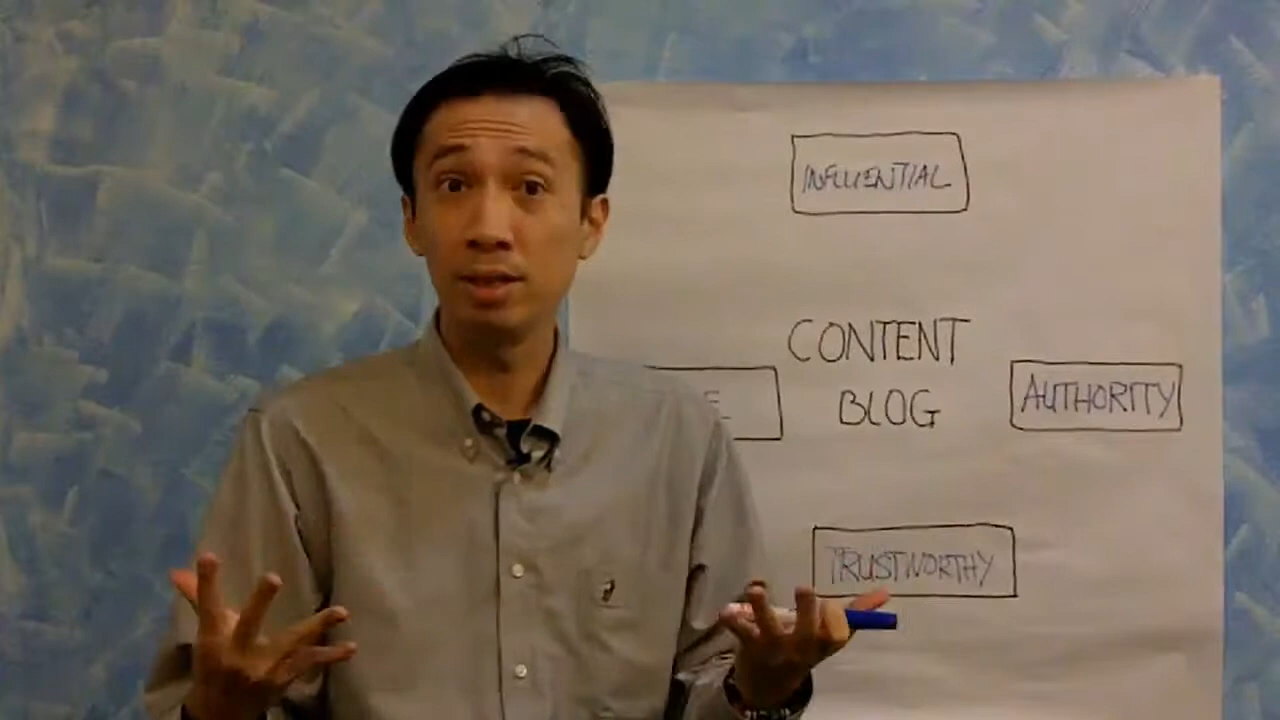 INFLUENTIAL
CONTENT
BLOG
AUTHORITY
TRUSTWORTHY